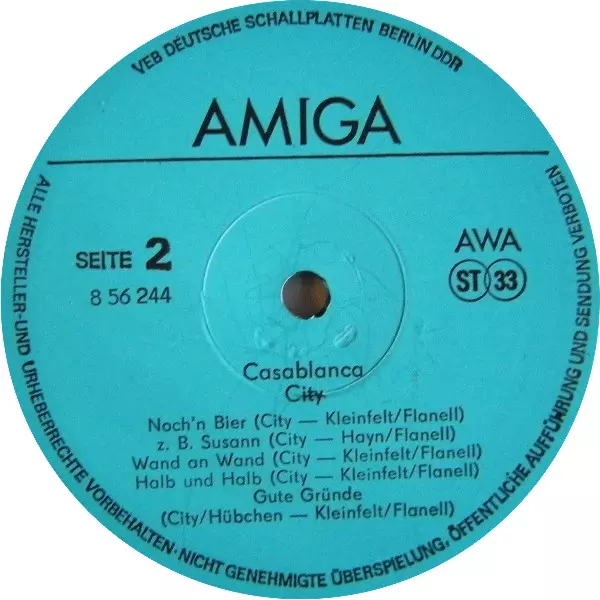 VEB DEUTSCHE SCHALLPLATTEN BERLIN DDR
AMIGA
SEITE 2
8 56 244
AWA
ST 33
Casablanca
City
Noch'n Bier (City — Kleinfelt/Flanell)
z. B. Susann (City — Hayn/Flanell)
Wand an Wand (City — Kleinfelt/Flanell)
Halb und Halb (City — Kleinfelt/Flanell)
Gute Gründe
(City/Hübchen — Kleinfelt/Flanell)
ALLE HERSTELLER-UND URHEBERRECHTE VORBEHALTEN·NICHT GENEHMIGTE ÜBERSPIELUNG, ÖFFENTLICHE AUFFÜHRUNG UND SENDUNG VERBOTEN